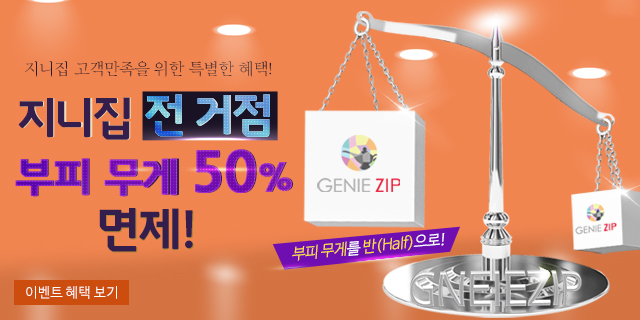 지니집 고객만족을 위한 특별한 혜택!
지니집 전 거점
부피 무게 50%
면제!
이벤트 혜택 보기
GENIE ZIP
부피 무게를 반(Half)으로!
GENIE ZIP